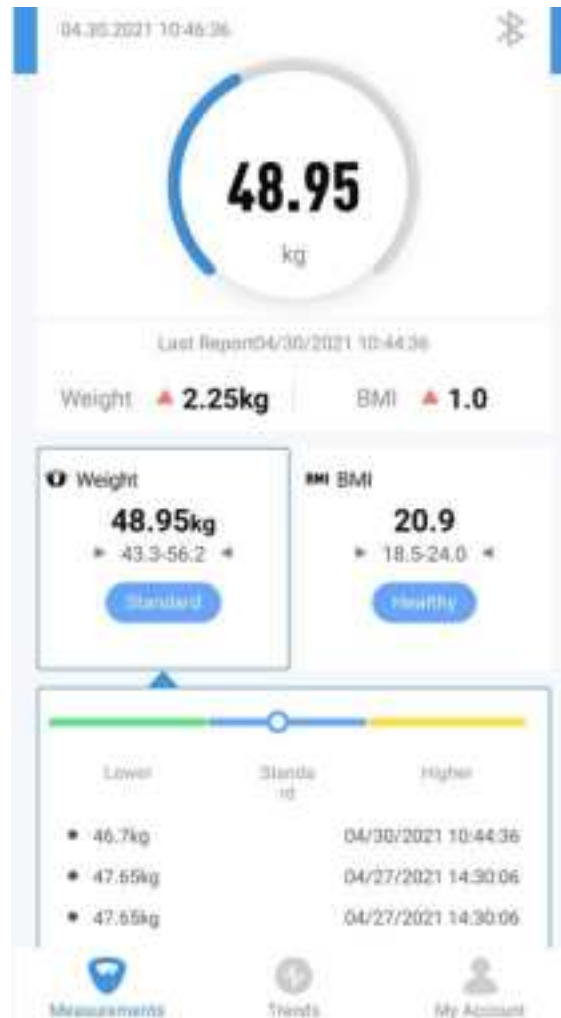 04.30.2021 10:46:36
48.95
kg
Last Report04/30/2021 10:44:36
Weight 2.25kg BMI 1.0
Weight BMI BMI
48.95kg 20.9
43.3-56.2 18.5-24.0
Standard Healthy
Lower Standa Higher
rd
46.7kg 04/30/2021 10:44:36
47.65kg 04/27/2021 14:30:06
47.65kg 04/27/2021 14:30:06
Measurements Trends My Account